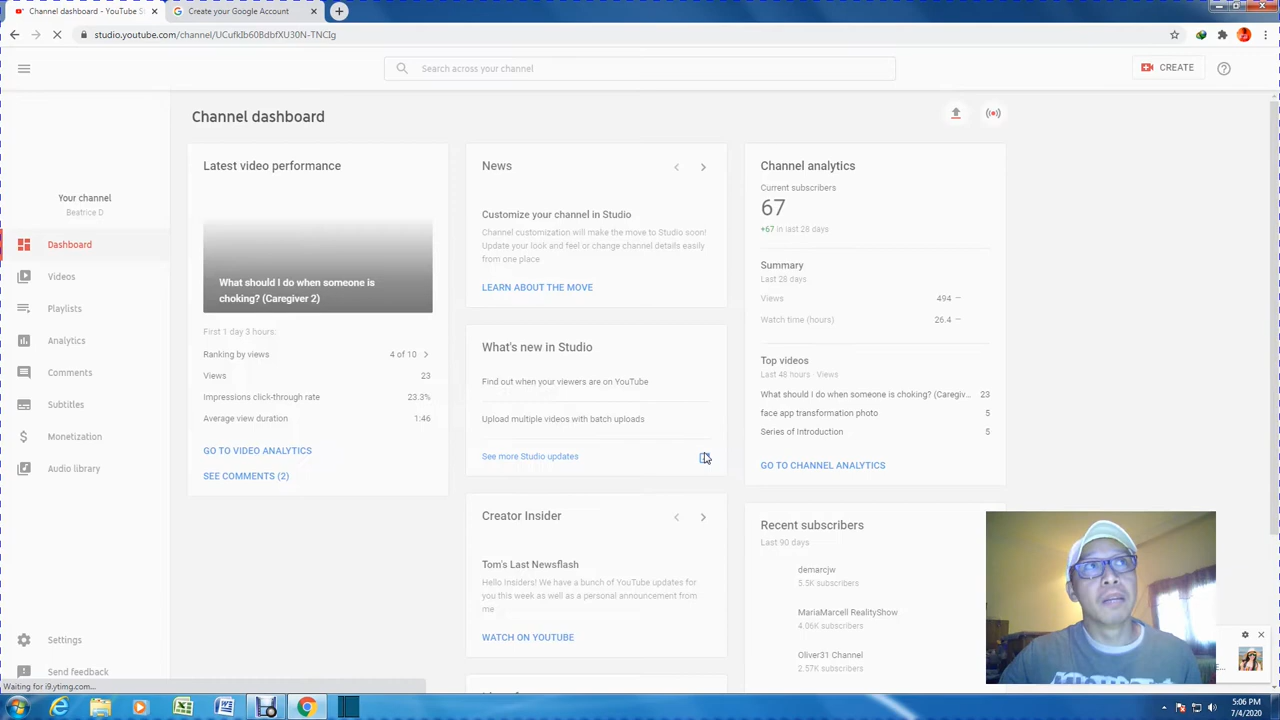 Channel dashboard - YouTube S
Create your Google Account
studio.youtube.com/channel/UCufkIb60BdbfXU30N-TNCIg
Search across your channel
CREATE
Channel dashboard
Your channel
Beatrice D
Dashboard
Videos
Playlists
Analytics
Comments
Subtitles
Monetization
Audio library
Settings
Send feedback
Latest video performance
What should I do when someone is
choking? (Caregiver 2)
First 1 day 3 hours:
Ranking by views 4 of 10
Views 23
Impressions click-through rate 23.3%
Average view duration 1:46
GO TO VIDEO ANALYTICS
SEE COMMENTS (2)
News
Customize your channel in Studio
Channel customization will make the move to Studio soon!
Update your look and feel or change channel details easily
from one place
LEARN ABOUT THE MOVE
What's new in Studio
Find out when your viewers are on YouTube
Upload multiple videos with batch uploads
See more Studio updates
Creator Insider
Tom's Last Newsflash
Hello Insiders! We have a bunch of YouTube updates for
you this week as well as a personal announcement from
me
WATCH ON YOUTUBE
Channel analytics
Current subscribers
67
+67 in last 28 days
Summary
Last 28 days
Views 494 —
Watch time (hours) 26.4 —
Top videos
Last 48 hours · Views
What should I do when someone is choking? (Caregiv... 23
face app transformation photo 5
Series of Introduction 5
GO TO CHANNEL ANALYTICS
Recent subscribers
Last 90 days
demarcjw
5.5K subscribers
MariaMarcell RealityShow
4.06K subscribers
Oliver31 Channel
2.57K subscribers
Waiting for i9.ytimg.com...
5:06 PM
7/4/2020